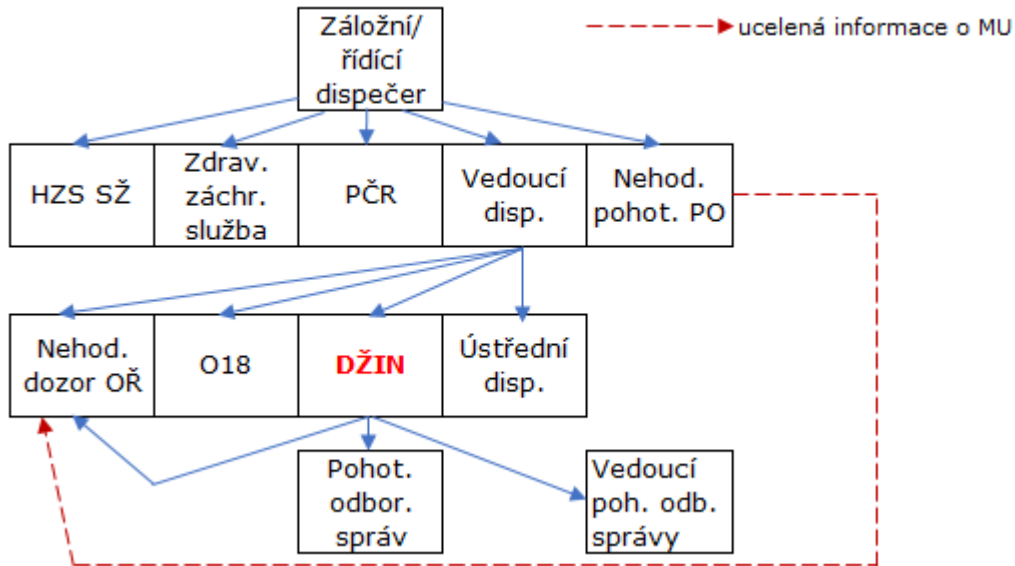 Záložní/
řídící
dispečer
ucelená informace o MU
HZS SŽ
Zdrav.
záchr.
služba
PČR
Vedoucí
disp.
Nehod.
pohot. PO
Nehod.
dozor OŘ
O18
DŽIN
Ústřední
disp.
Pohot.
odbor.
správ
Vedoucí
poh. odb.
správy